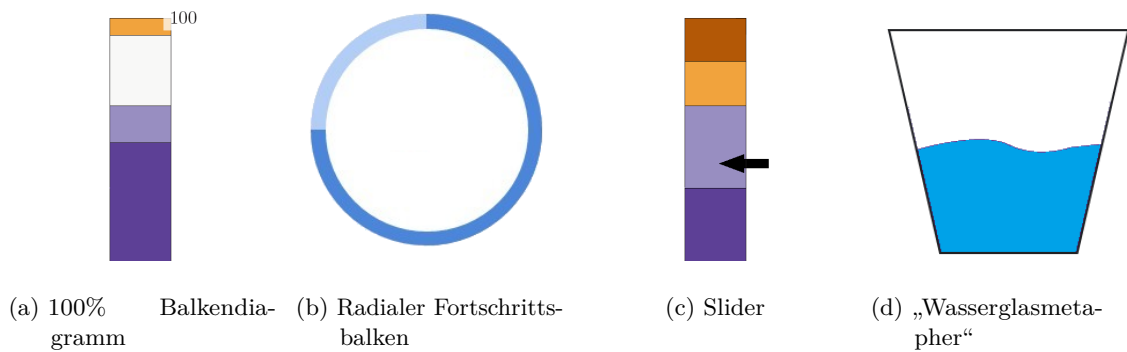 100
(a) 100% Balkendia-
gramm
(b) Radialer Fortschritts-
balken
(c) Slider
(d) „Wasserglasmeta-
pher“